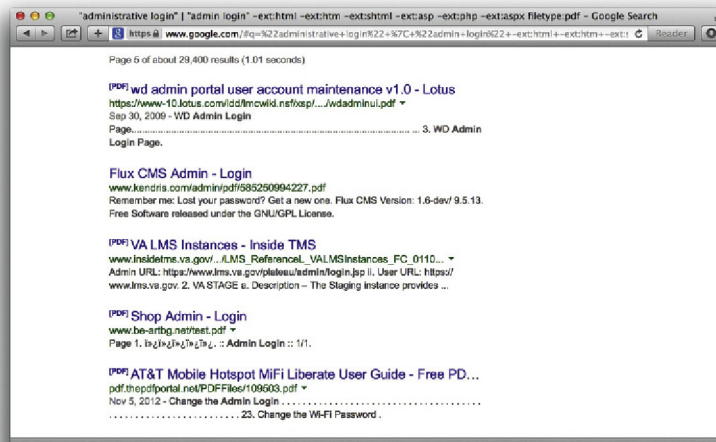 "administrative login" | "admin login" -ext:html -ext:htm -ext:shtml -ext:asp -ext:php -ext:aspx filetype:pdf - Google Search
https www.google.com/#q=%22administrative+login%22+%7C+%22admin+login%22+-ext:html+-ext:htm+-ext:s Reader
Page 5 of about 29,400 results (1.01 seconds)
[PDF] wd admin portal user account maintenance v1.0 - Lotus
https://www-10.lotus.com/ldd/lmcwiki.nsf/xsp/..../wdadminui.pdf
Sep 30, 2009 - WD Admin Login
Page.................................................................................. ... 3. WD Admin
Login Page.
Flux CMS Admin - Login
www.kendris.com/admin/pdf/585250994227.pdf
Remember me: Lost your password? Get a new one. Flux CMS Version: 1.6-dev/ 9.5.13.
Free Software released under the GNU/GPL License.
[PDF] VA LMS Instances - Inside TMS
www.insidetms.va.gov/.../LMS_ReferenceL_VALMSInstances_FC_0110...
Admin URL: https://www.lms.va.gov/plateau/admin/login.jsp ii. User URL: https://
www.lms.va.gov. 2. VA STAGE a. Description – The Staging instance provides ...
[PDF] Shop Admin - Login
www.be-artbg.net/test.pdf
Page 1. ï»¿ï»¿ï»¿ï»¿ï»¿. :: Admin Login :: 1/1.
[PDF] AT&T Mobile Hotspot MiFi Liberate User Guide - Free PD...
pdf.thepdfportal.net/PDFFiles/109503.pdf
Nov 5, 2012 - Change the Admin Login . . . . . . . . . . . . . . . . . . . . . . . . . . . . . . . . . . . .
. . . . . . . . . . . . . . . . . . . . . . . . 23. Change the Wi-Fi Password .